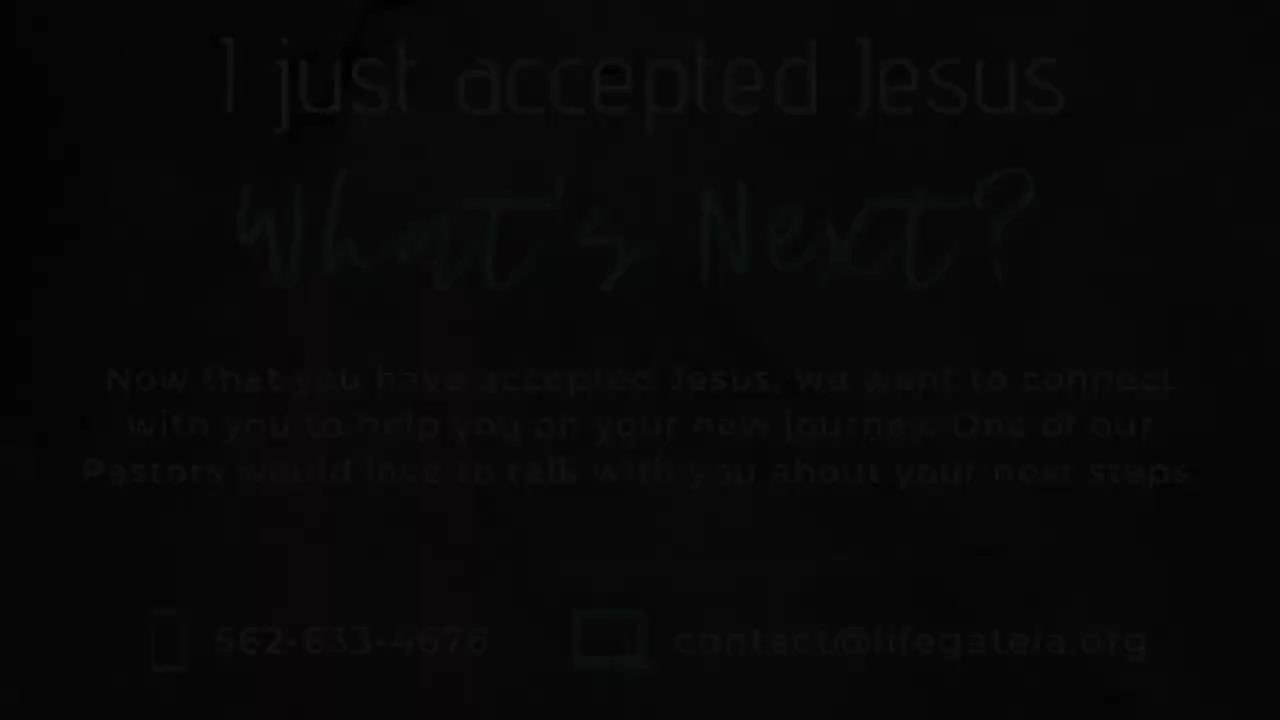 I just accepted Jesus
What's Next?
Now that you have accepted Jesus, we want to connect
with you to help you on your new journey. One of our
Pastors would love to talk with you about your next steps.
562-633-4676
contact@lifegatela.org